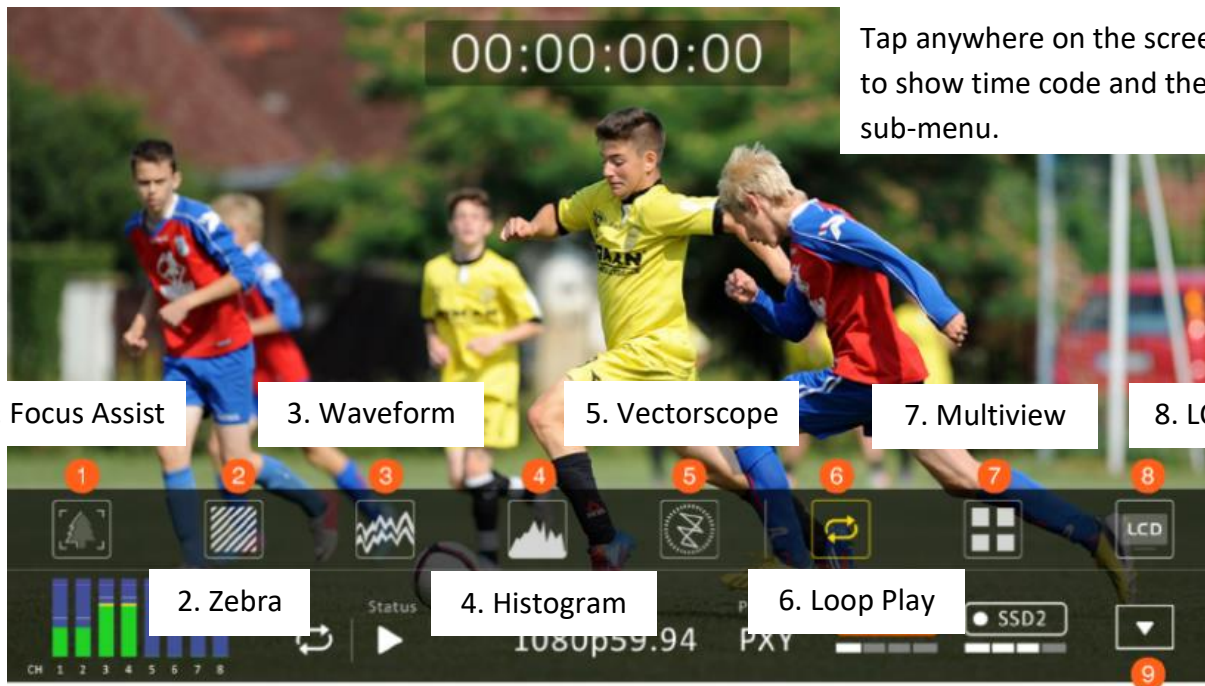 00:00:00:00
Tap anywhere on the scree
to show time code and the
sub-menu.
Focus Assist
3. Waveform
5. Vectorscope
7. Multiview
8. LC
1
2
3
4
5
6
7
8
LCD
2. Zebra
4. Histogram
6. Loop Play
Status
1080p59.94
P
PXY
SSD2
CH 1 2 3 4 5 6 7 8
9